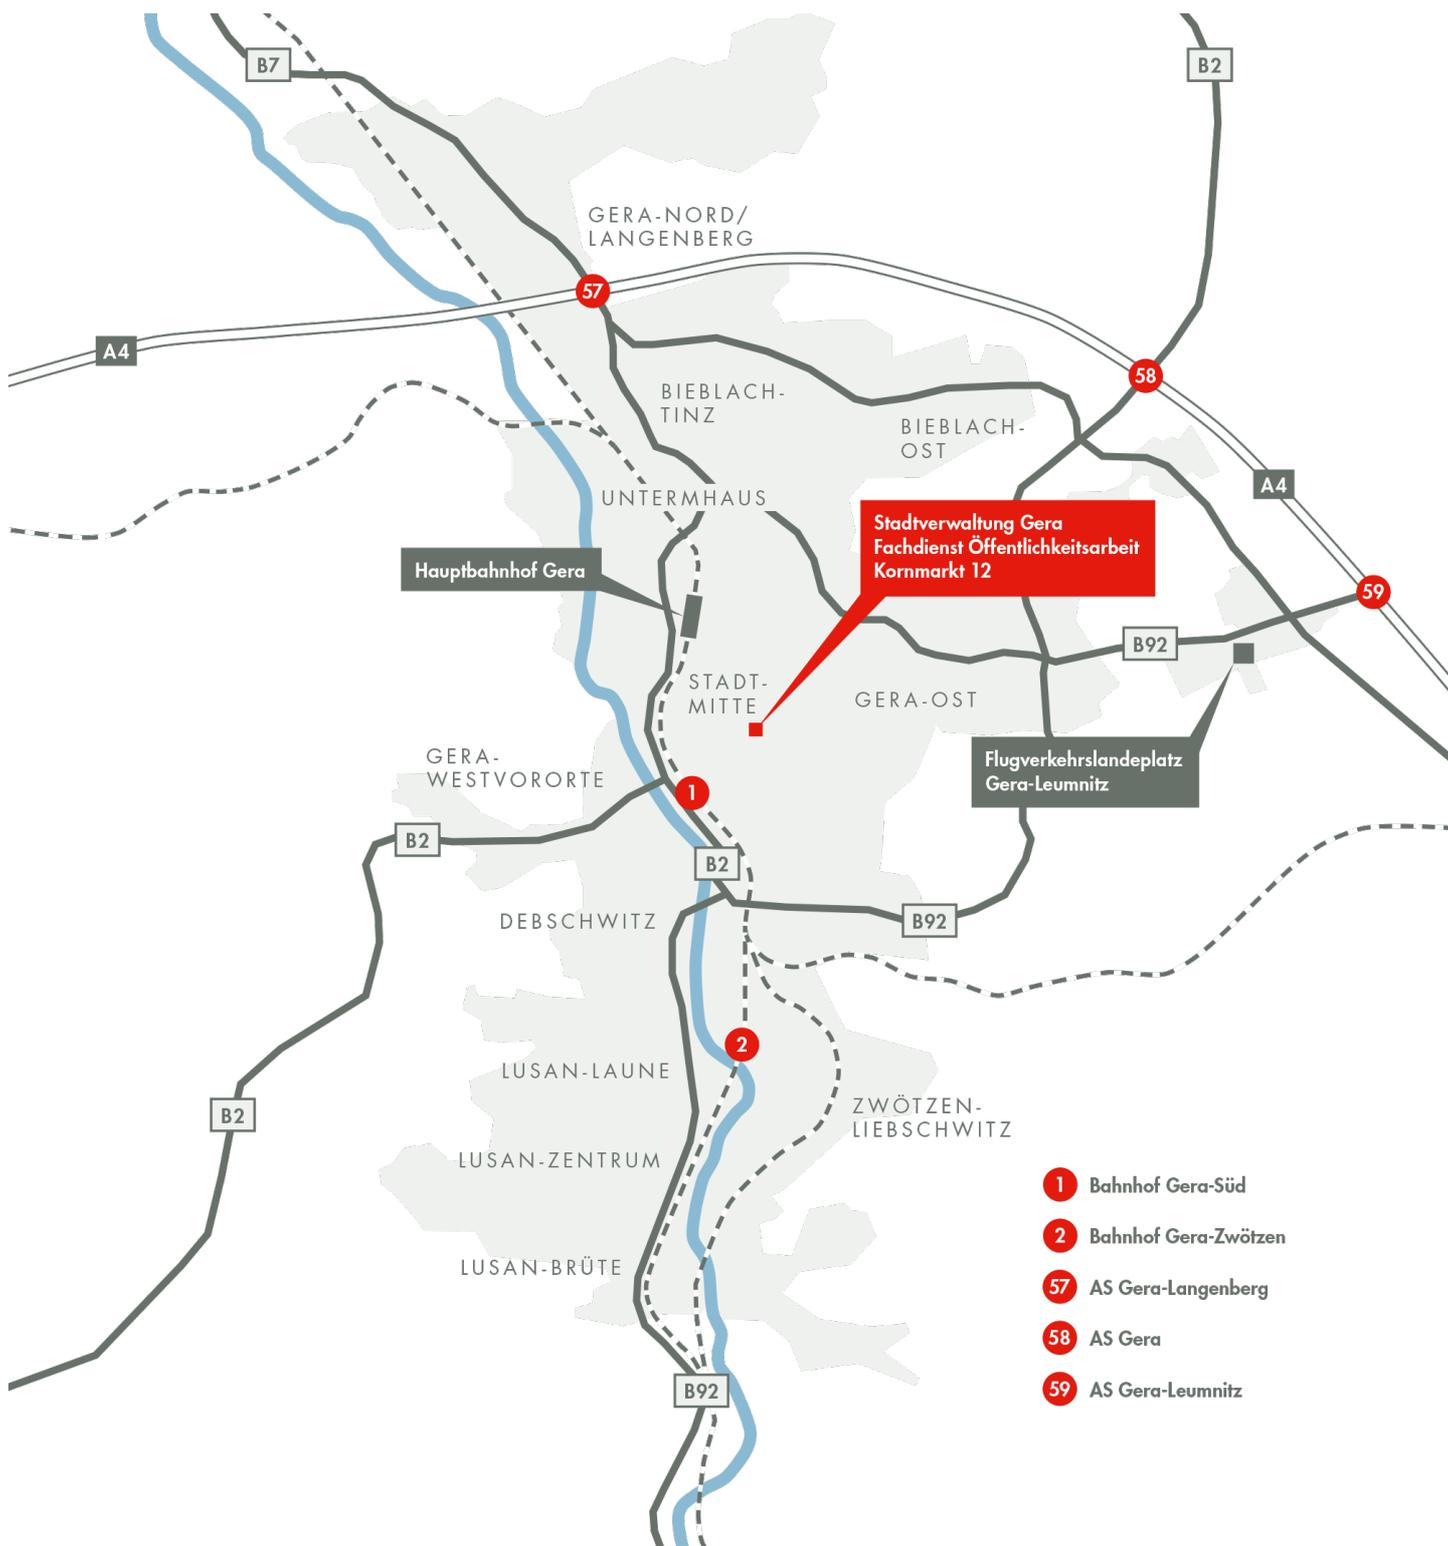 B7
B2
GERA-NORD/
LANGENBERG
57
A4
58
BIEBLACH-
TINZ
BIEBLACH-
OST
A4
UNTERMHAUS
Stadtverwaltung Gera
Fachdienst Öffentlichkeitsarbeit
Kornmarkt 12
Hauptbahnhof Gera
59
B92
STADT-
MITTE
GERA-OST
GERA-
WESTVORORTE
Flugverkehrslandeplatz
Gera-Leumnitz
1
B2
B2
DEBSCHWITZ
B92
2
LUSAN-LAUNE
B2
ZWÖTZEN-
LIEBSCHWITZ
LUSAN-ZENTRUM
LUSAN-BRÜTE
B92
1 Bahnhof Gera-Süd
2 Bahnhof Gera-Zwötzen
57 AS Gera-Langenberg
58 AS Gera
59 AS Gera-Leumnitz